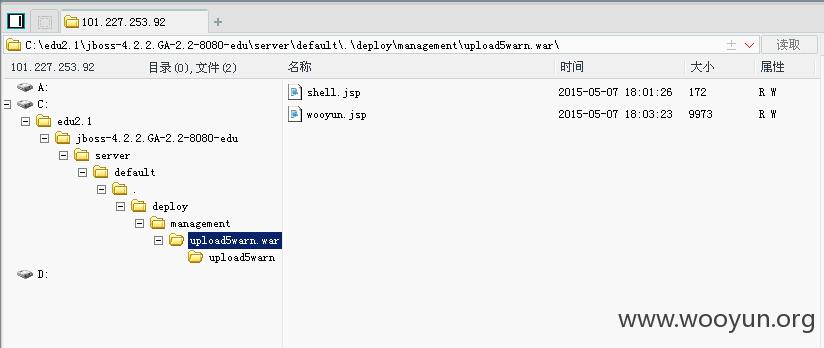 101.227.253.92
C:\edu2.1\jboss-4.2.2.GA-2.2-8080-edu\server\default\.\deploy\management\upload5warn.war\
读取
101.227.253.92 目录(0),文件(2) 名称 时间 大小 属性
A:
shell.jsp 2015-05-07 18:01:26 172 R W
C:
wooyun.jsp 2015-05-07 18:03:23 9973 R W
edu2.1
jboss-4.2.2.GA-2.2-8080-edu
server
default
.
deploy
management
upload5warn.war
upload5warn
D:
www.wooyun.org